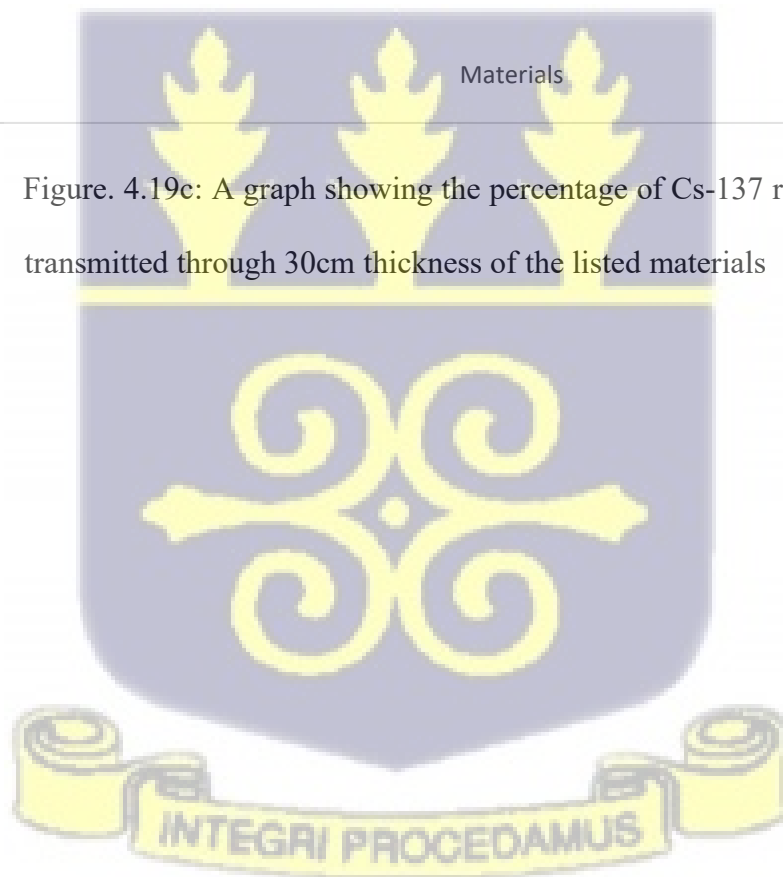 Materials
Figure. 4.19c: A graph showing the percentage of Cs-137
transmitted through 30cm thickness of the listed materials
INTEGRI PROCEDAMUS